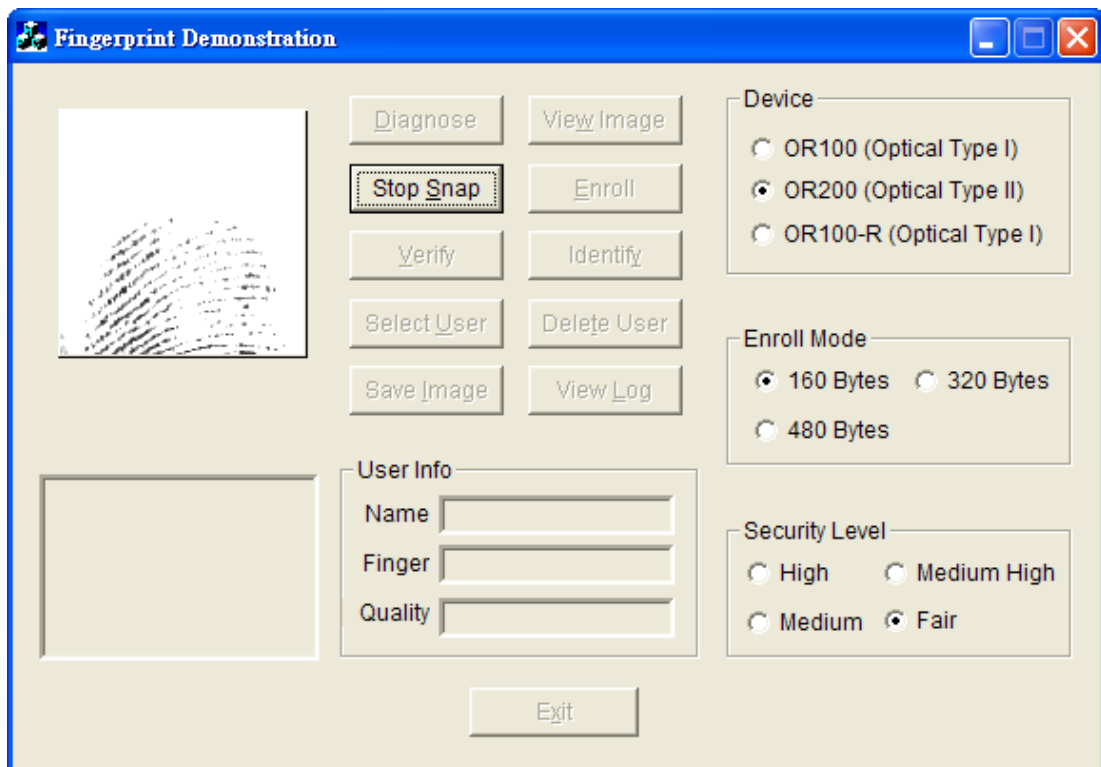 Fingerprint Demonstration
Diagnose
View Image
Stop Snap
Enroll
Verify
Identify
Select User
Delete User
Save Image
View Log
Device
OR100 (Optical Type I)
OR200 (Optical Type II)
OR100-R (Optical Type I)
Enroll Mode
160 Bytes 320 Bytes
480 Bytes
User Info
Name
Finger
Quality
Security Level
High Medium High
Medium Fair
Exit